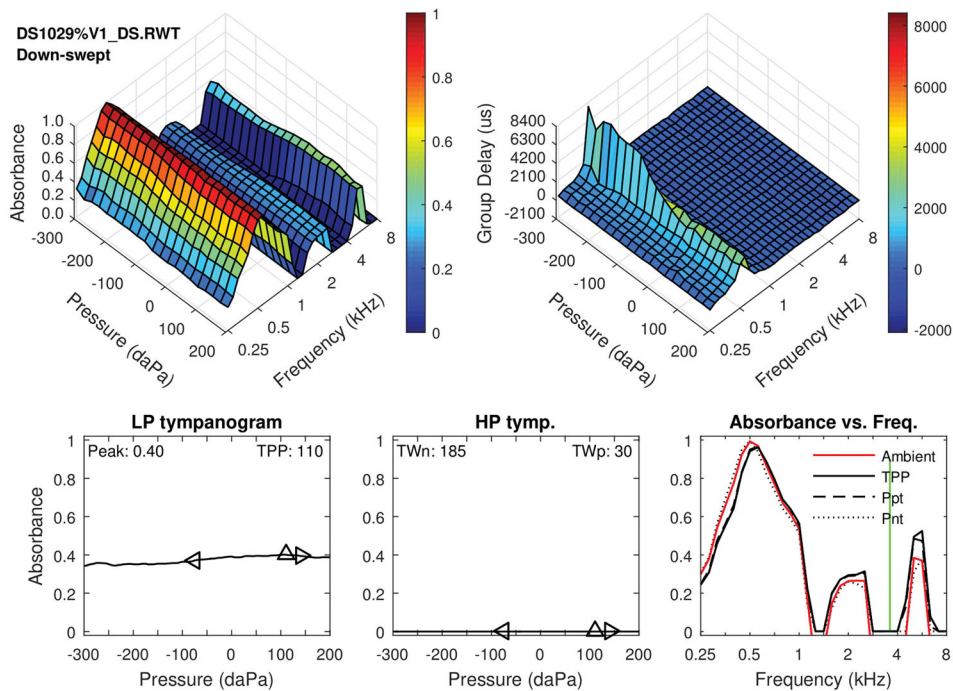 DS1029%V1_DS.RWT
Down-swept
Absorbance
1.0
0.8
0.6
0.4
0.2
0.0
-300
-200
-100
0
100
200
Pressure (daPa)
0.25
0.5
1
2
4
8
Frequency (kHz)
1
0.8
0.6
0.4
0.2
0
Group Delay (us)
8400
6300
4200
2100
0
-2100
-300
-200
-100
0
100
200
Pressure (daPa)
0.25
0.5
1
2
4
8
Frequency (kHz)
8000
6000
4000
2000
0
-2000
LP tympanogram
Peak: 0.40 TPP: 110
Absorbance
1
0.8
0.6
0.4
0.2
0
-300 -200 -100 0 100 200
Pressure (daPa)
HP tymp.
TWn: 185 TWp: 30
1
0.8
0.6
0.4
0.2
0
-300 -200 -100 0 100 200
Pressure (daPa)
Absorbance vs. Freq.
Ambient
TPP
Ppt
Pnt
1
0.8
0.6
0.4
0.2
0
0.25 0.5 1 2 4 8
Frequency (kHz)